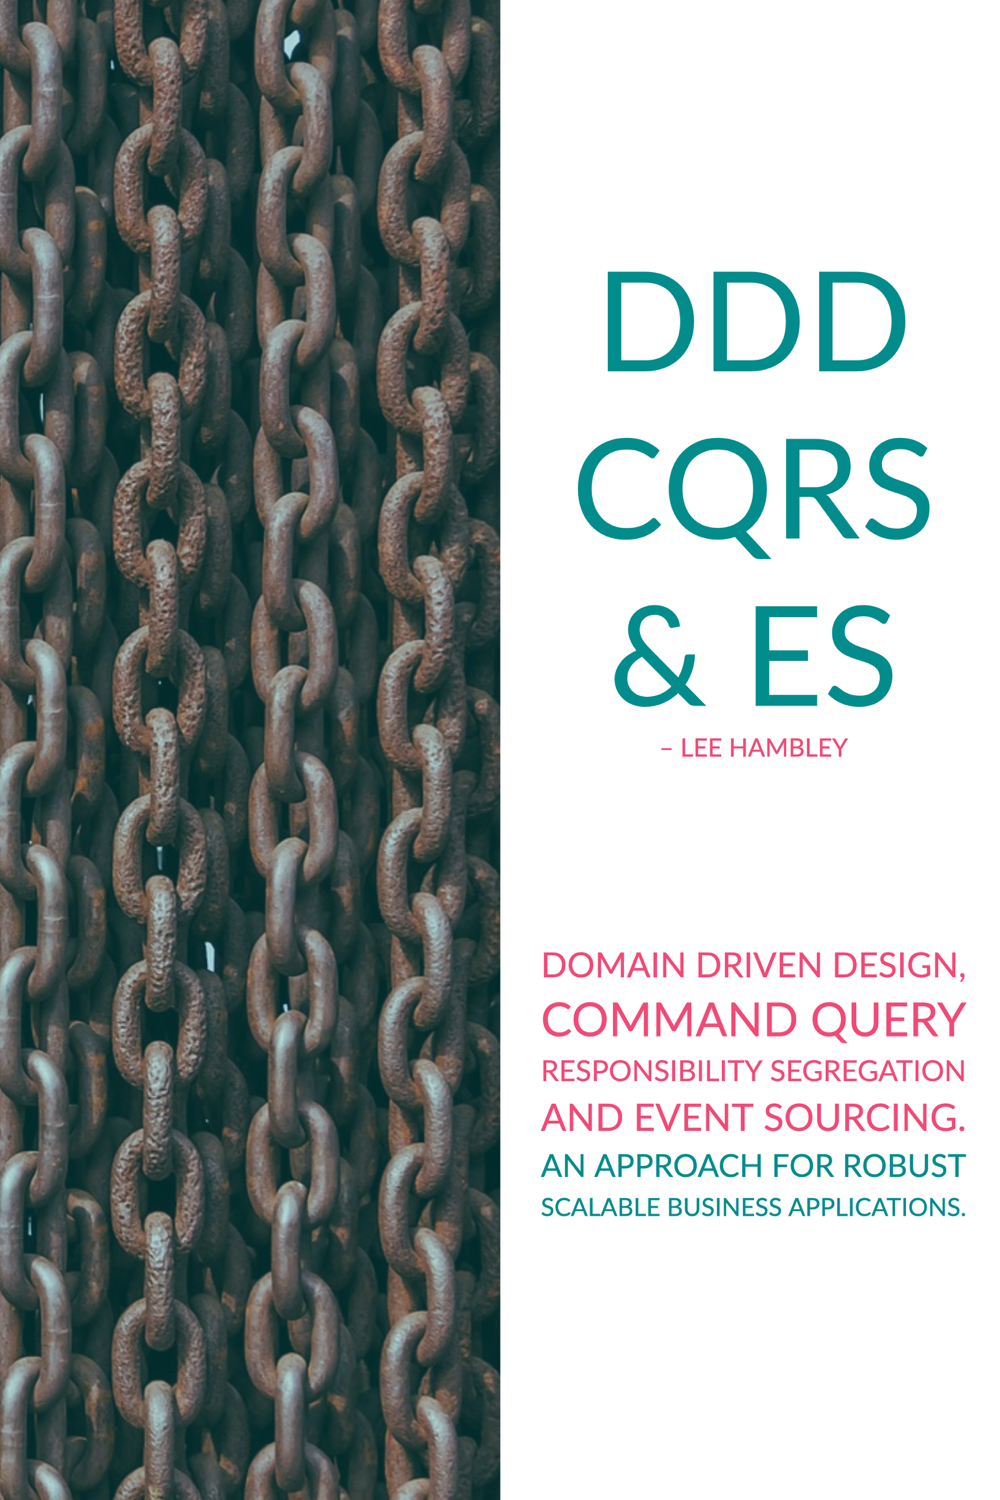 DDD
CQRS
& ES
– LEE HAMBLEY
DOMAIN DRIVEN DESIGN,
COMMAND QUERY
RESPONSIBILITY SEGREGATION
AND EVENT SOURCING.
AN APPROACH FOR ROBUST
SCALABLE BUSINESS APPLICATIONS.